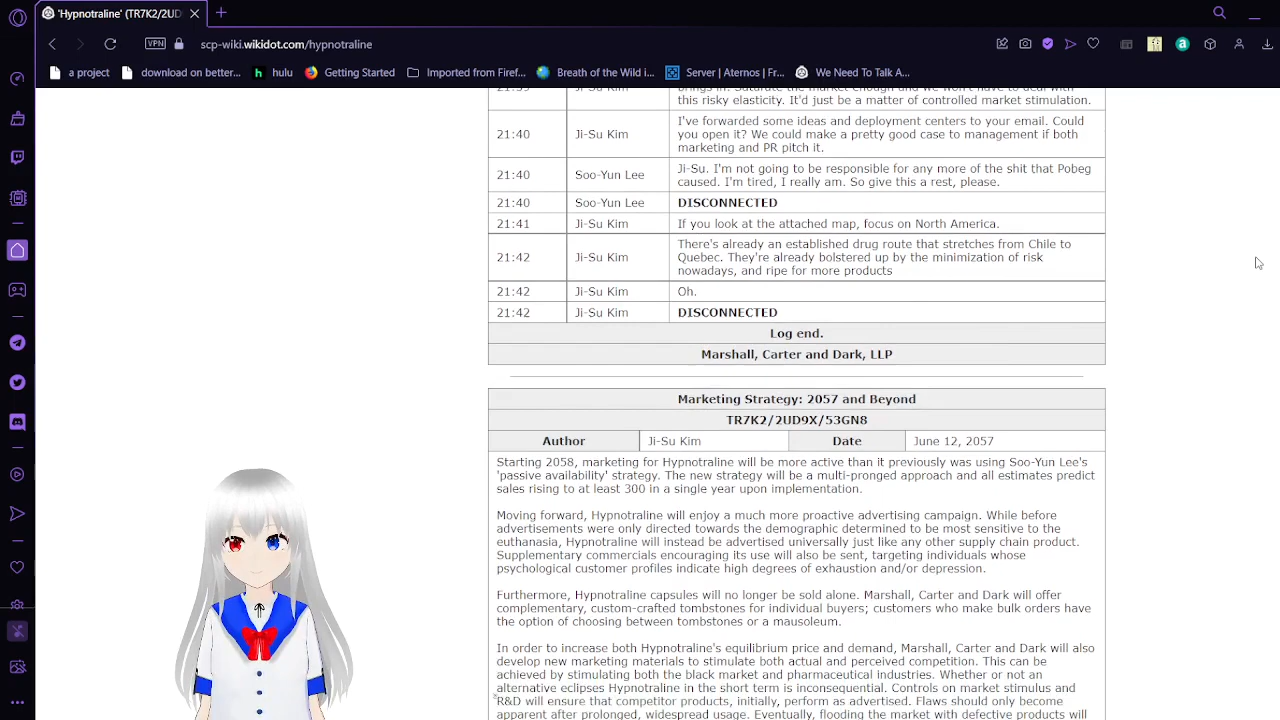 'Hypnotraline' (TR7K2/2UD
scp-wiki.wikidot.com/hypnotraline
VPN
a project
download on better...
hulu
Getting Started
Imported from Firef...
Breath of the Wild i...
Server | Aternos | Fr...
We Need To Talk A...
this risky elasticity. It'd just be a matter of controlled market stimulation.
21:40 Ji-Su Kim I've forwarded some ideas and deployment centers to your email. Could
you open it? We could make a pretty good case to management if both
marketing and PR pitch it.
21:40 Soo-Yun Lee Ji-Su. I'm not going to be responsible for any more of the shit that Pobeg
caused. I'm tired, I really am. So give this a rest, please.
21:40 Soo-Yun Lee DISCONNECTED
21:41 Ji-Su Kim If you look at the attached map, focus on North America.
21:42 Ji-Su Kim There's already an established drug route that stretches from Chile to
Quebec. They're already bolstered up by the minimization of risk
nowadays, and ripe for more products
21:42 Ji-Su Kim Oh.
21:42 Ji-Su Kim DISCONNECTED
Log end.
Marshall, Carter and Dark, LLP
Marketing Strategy: 2057 and Beyond
TR7K2/2UD9X/53GN8
Author Ji-Su Kim Date June 12, 2057
Starting 2058, marketing for Hypnotraline will be more active than it previously was using Soo-Yun Lee's
'passive availability' strategy. The new strategy will be a multi-pronged approach and all estimates predict
sales rising to at least 300 in a single year upon implementation.
Moving forward, Hypnotraline will enjoy a much more proactive advertising campaign. While before
advertisements were only directed towards the demographic determined to be most sensitive to the
euthanasia, Hypnotraline will instead be advertised universally just like any other supply chain product.
Supplementary commercials encouraging its use will also be sent, targeting individuals whose
psychological customer profiles indicate high degrees of exhaustion and/or depression.
Furthermore, Hypnotraline capsules will no longer be sold alone. Marshall, Carter and Dark will offer
complementary, custom-crafted tombstones for individual buyers; customers who make bulk orders have
the option of choosing between tombstones or a mausoleum.
In order to increase both Hypnotraline's equilibrium price and demand, Marshall, Carter and Dark will also
develop new marketing materials to stimulate both actual and perceived competition. This can be
achieved by stimulating both the black market and pharmaceutical industries. Whether or not an
alternative eclipses Hypnotraline in the short term is inconsequential. Controls on market stimulus and
R&D will ensure that competitor products, initially, perform as advertised. Flaws should only become
apparent after prolonged, widespread usage. Eventually, flooding the market with defective products will